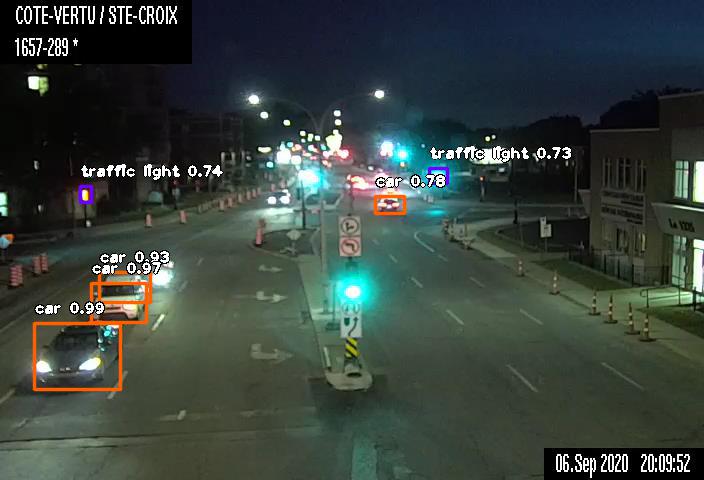 COTE-VERTU / STE-CROIX
1657-289 *
traffic light 0.74
traffic light 0.73
car 0.78
car 0.93
car 0.97
car 0.99
06.Sep 2020 20:09:52